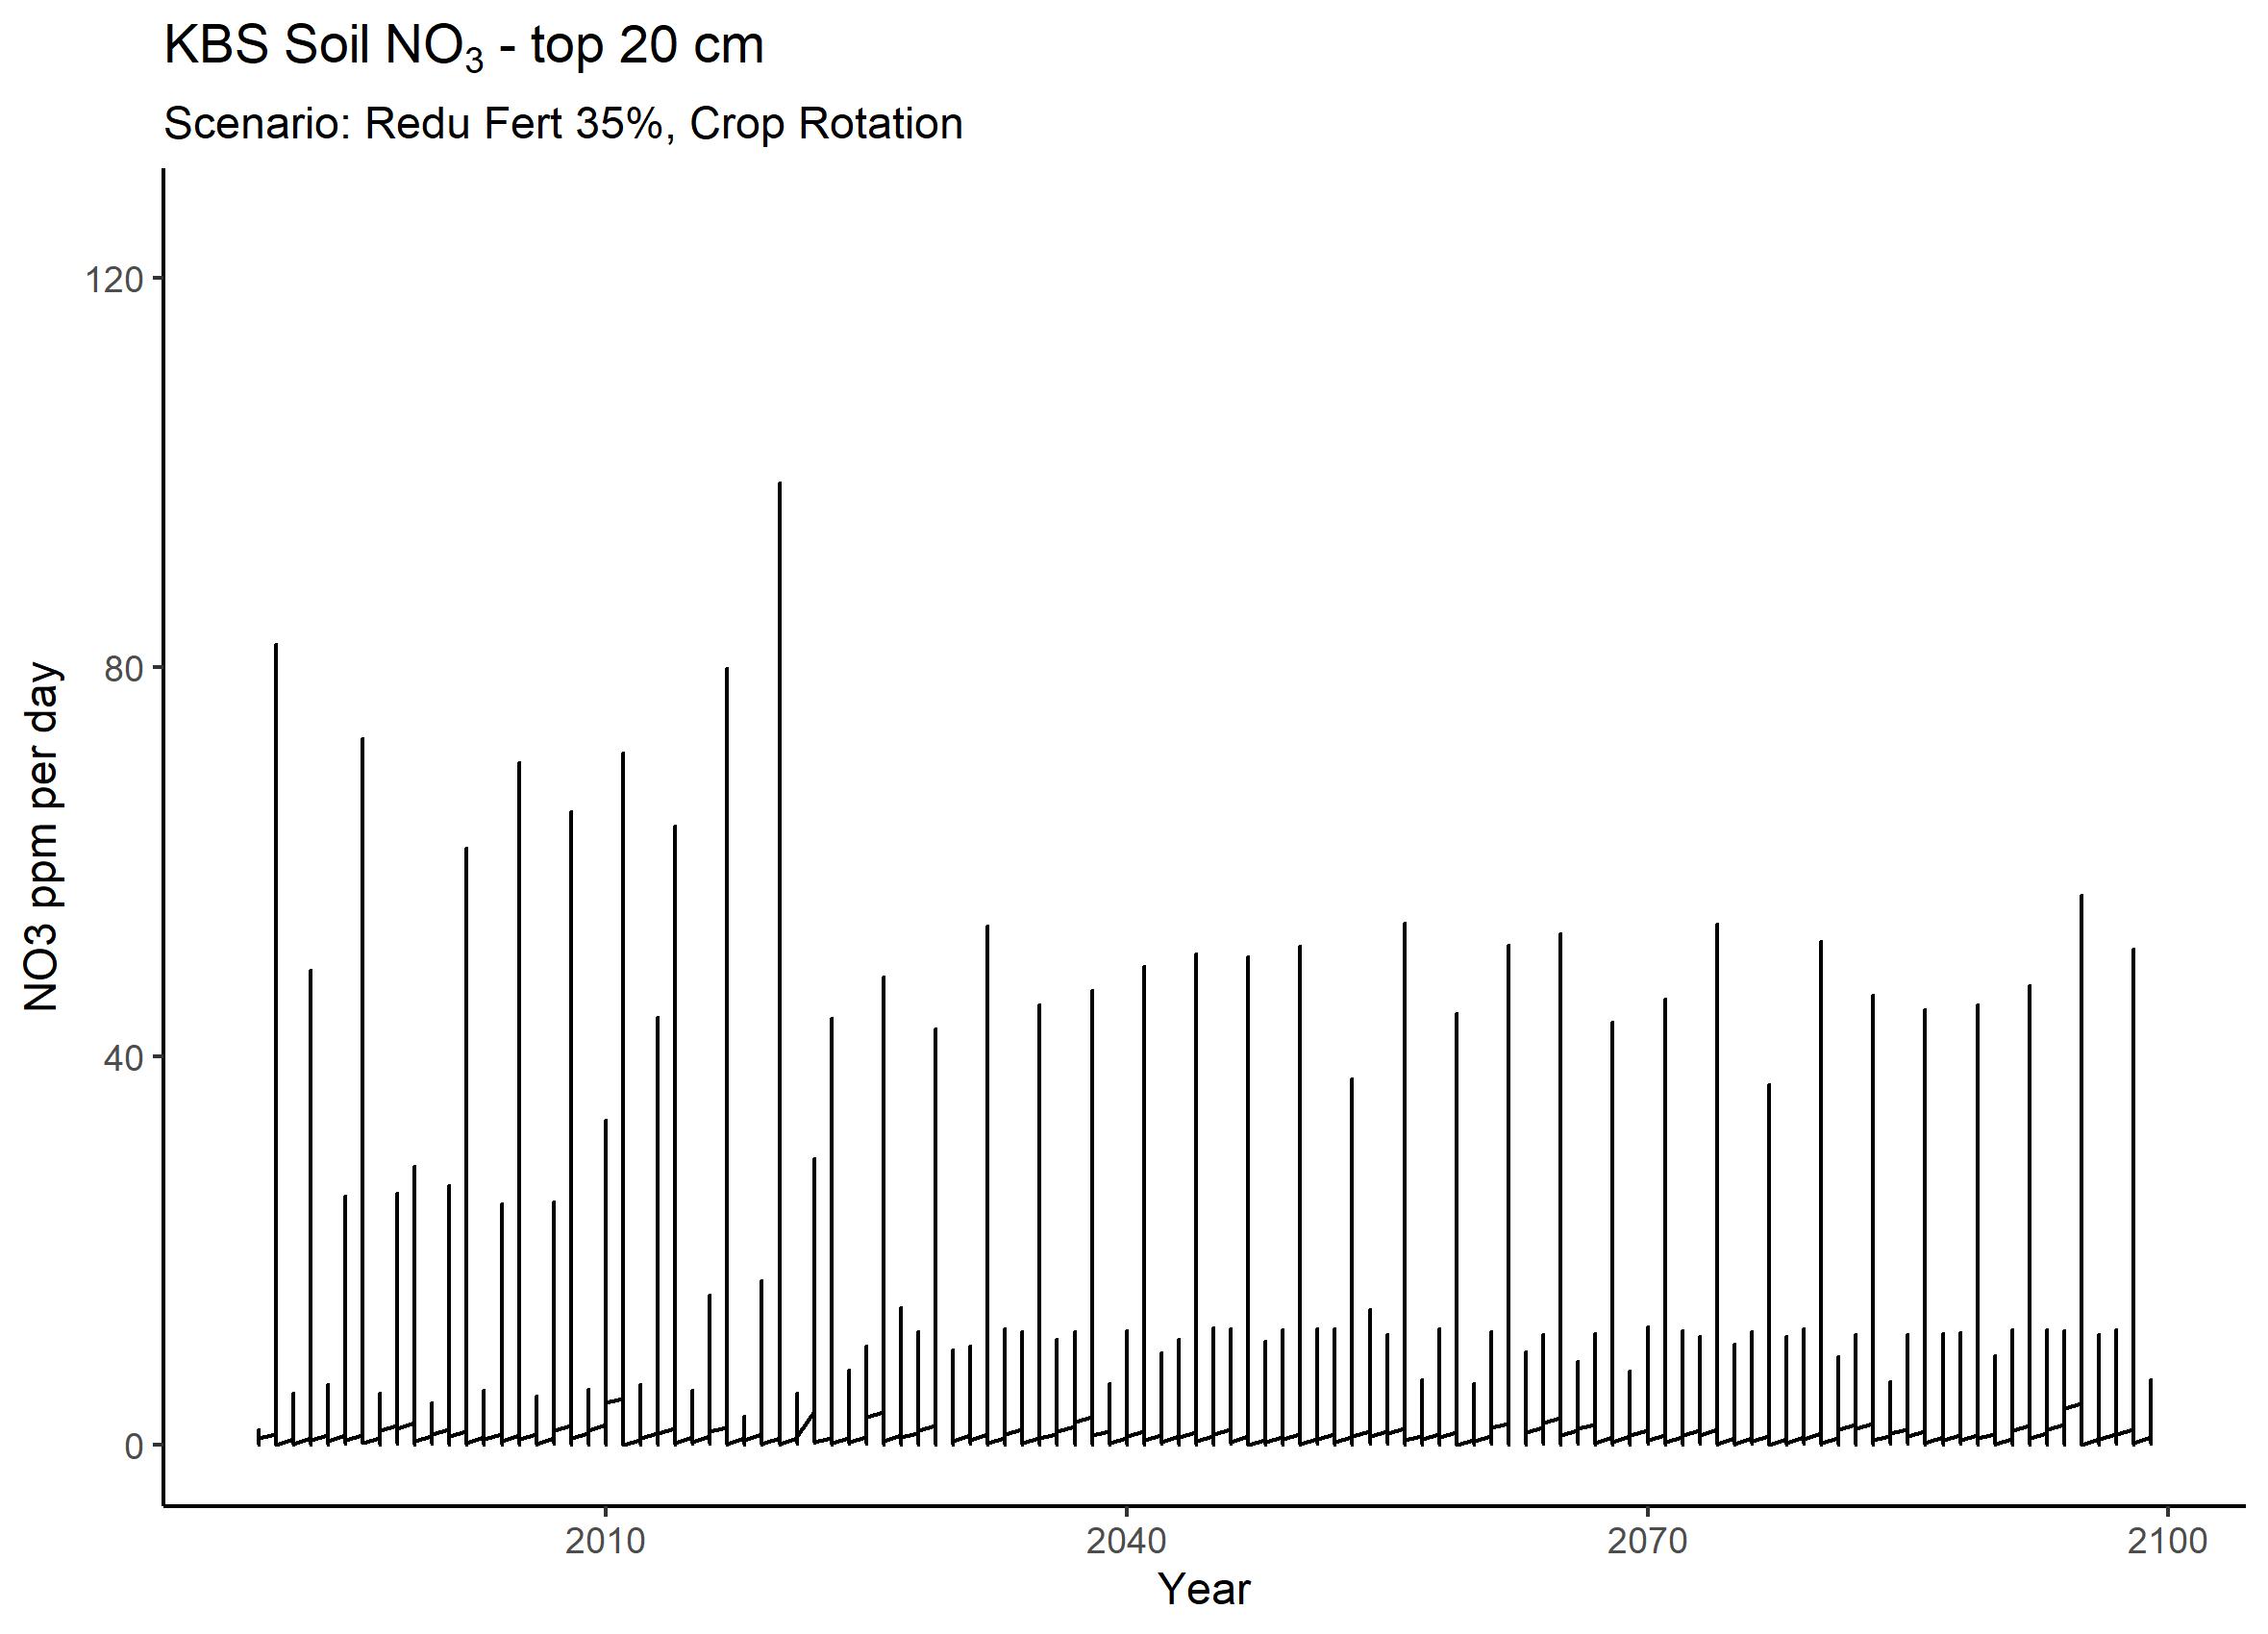 KBS Soil NO₃ - top 20 cm
Scenario: Redu Fert 35%, Crop Rotation
NO3 ppm per day
120
80
40
0
2010 2040 2070 2100
Year